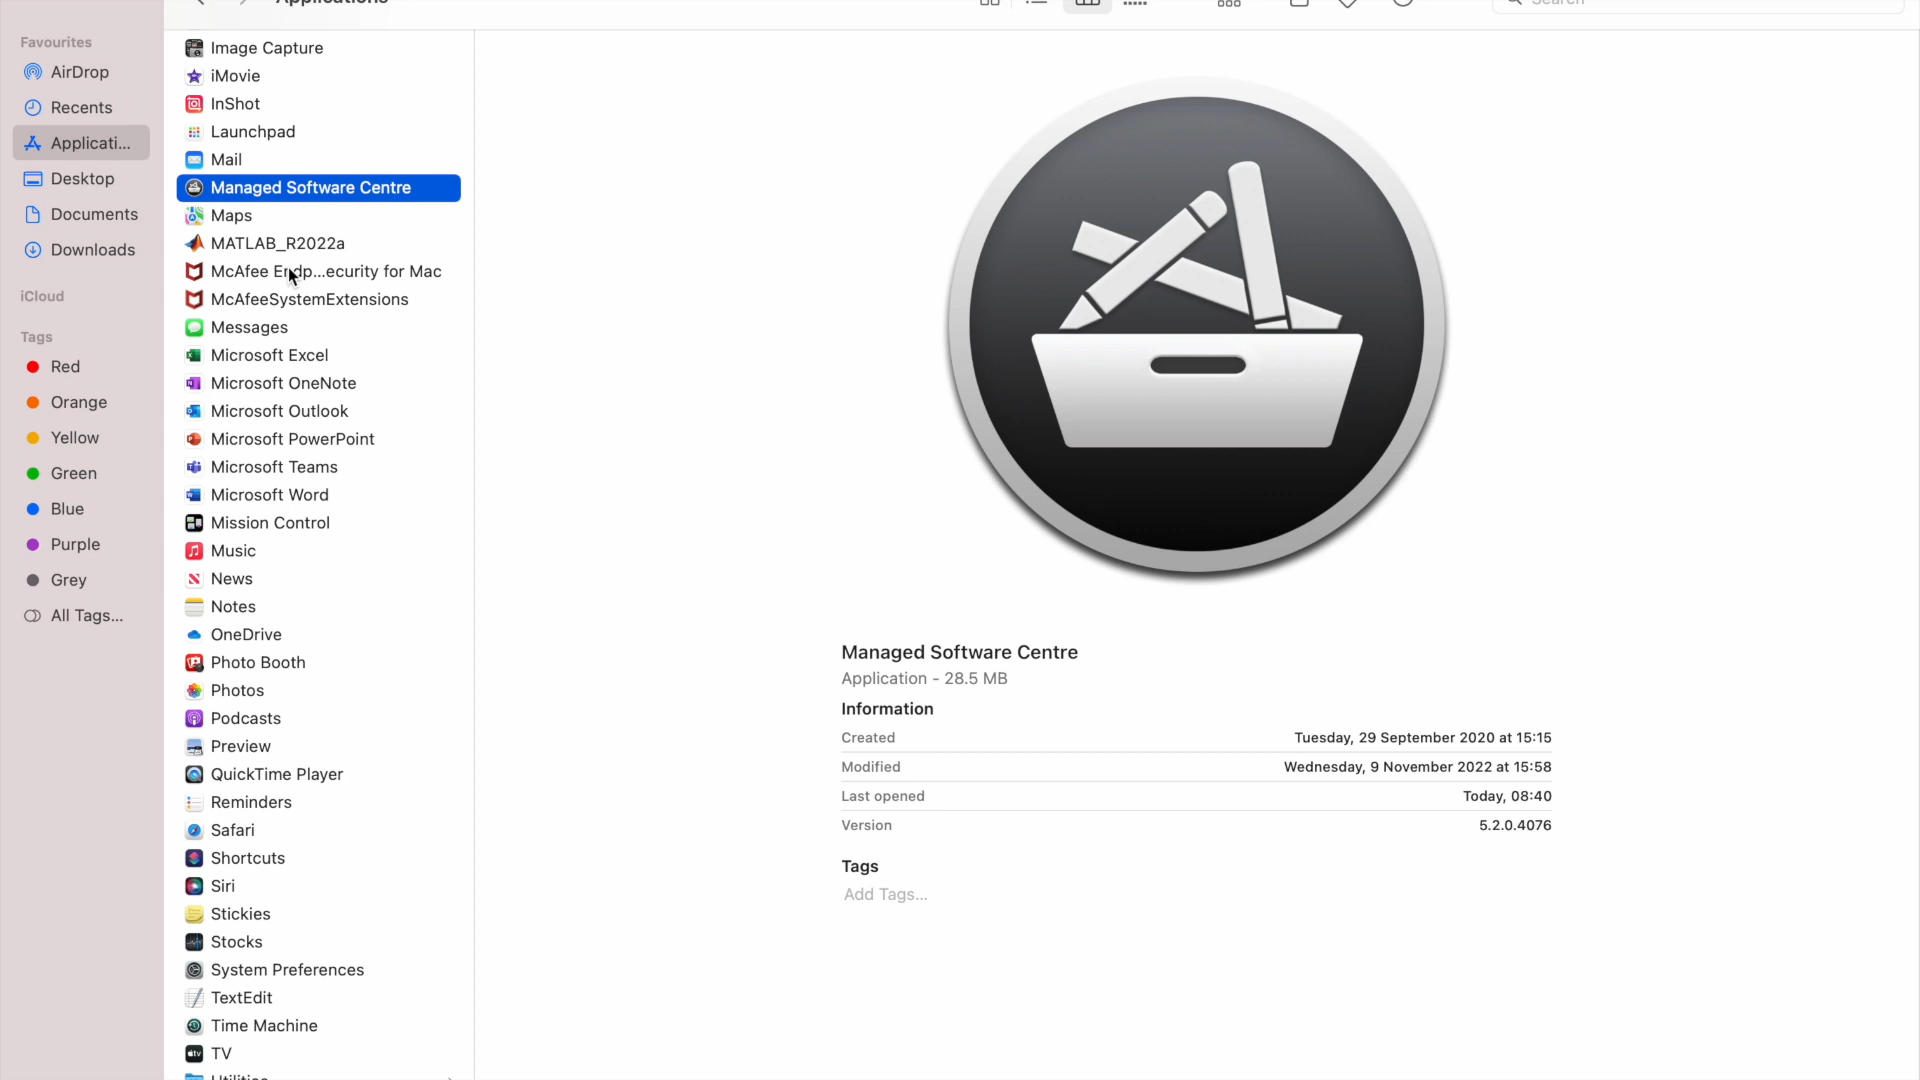 Applications
Search
Favourites
AirDrop
Recents
Applicati...
Desktop
Documents
Downloads
iCloud
Tags
Red
Orange
Yellow
Green
Blue
Purple
Grey
All Tags...
Image Capture
iMovie
InShot
Launchpad
Mail
Managed Software Centre
Maps
MATLAB_R2022a
McAfee Endp...ecurity for Mac
McAfeeSystemExtensions
Messages
Microsoft Excel
Microsoft OneNote
Microsoft Outlook
Microsoft PowerPoint
Microsoft Teams
Microsoft Word
Mission Control
Music
News
Notes
OneDrive
Photo Booth
Photos
Podcasts
Preview
QuickTime Player
Reminders
Safari
Shortcuts
Siri
Stickies
Stocks
System Preferences
TextEdit
Time Machine
TV
Utilities
Managed Software Centre
Application - 28.5 MB
Information
Created Tuesday, 29 September 2020 at 15:15
Modified Wednesday, 9 November 2022 at 15:58
Last opened Today, 08:40
Version 5.2.0.4076
Tags
Add Tags...